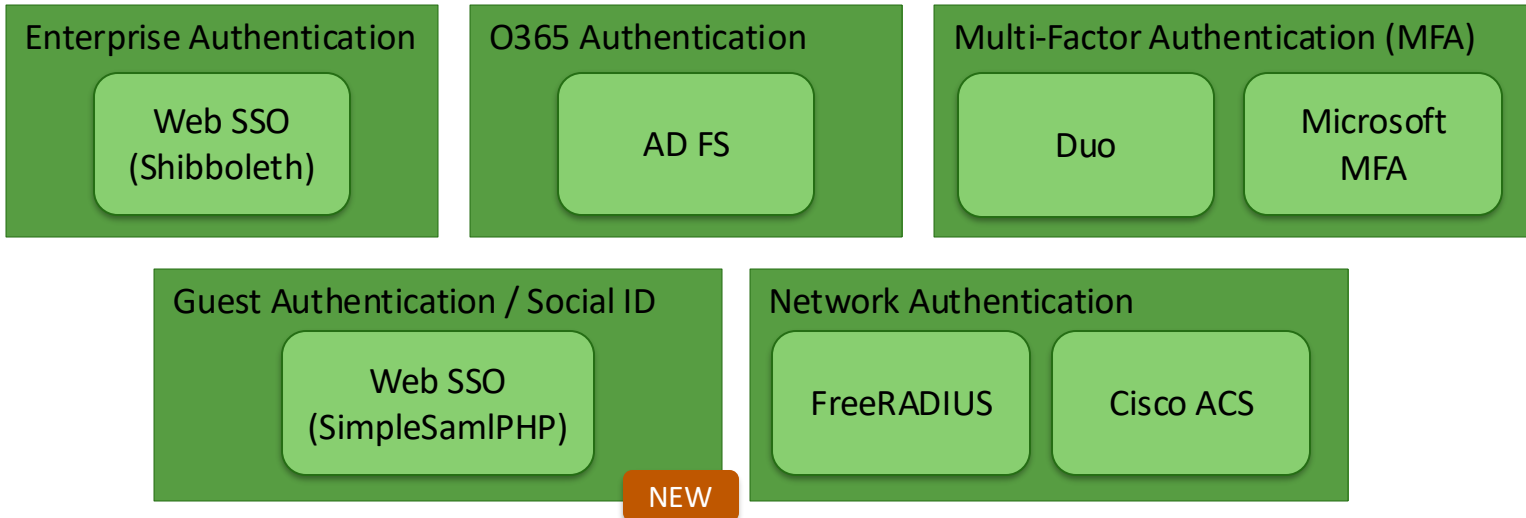 Enterprise Authentication
Web SSO
(Shibboleth)
O365 Authentication
AD FS
Multi-Factor Authentication (MFA)
Duo
Microsoft
MFA
Guest Authentication / Social ID
Web SSO
(SimpleSamlPHP)
NEW
Network Authentication
FreeRADIUS
Cisco ACS